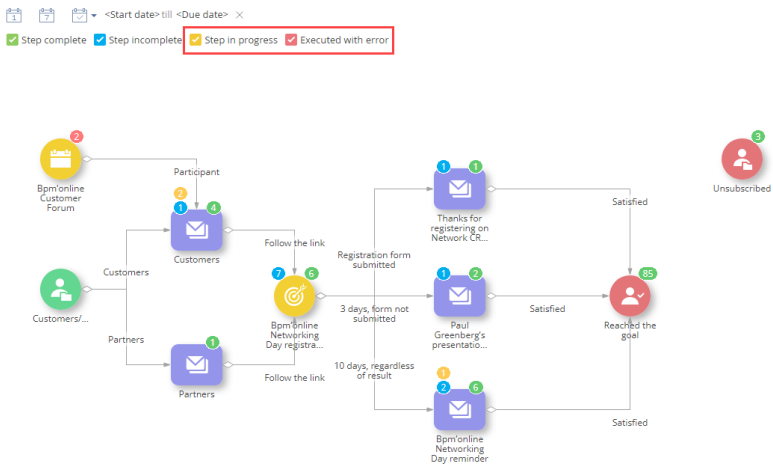 1 7 <Start date> till <Due date> ×
Step complete Step incomplete Step in progress Executed with error
2
Bpm'online
Customer
Forum
Participant
2
1 4
Customers
Customers
Customers/...
Partners
1
Partners
Follow the link
7 6
Bpm'online
Networking
Day registra...
Follow the link
Registration form
submitted
3 days, form not
submitted
10 days, regardless
of result
1 1
Thanks for
registering on
Network CR...
1 2
Paul
Greenberg's
presentatio...
1
2 6
Bpm'online
Networking
Day reminder
Satisfied
Satisfied
Satisfied
85
Reached the
goal
3
Unsubscribed